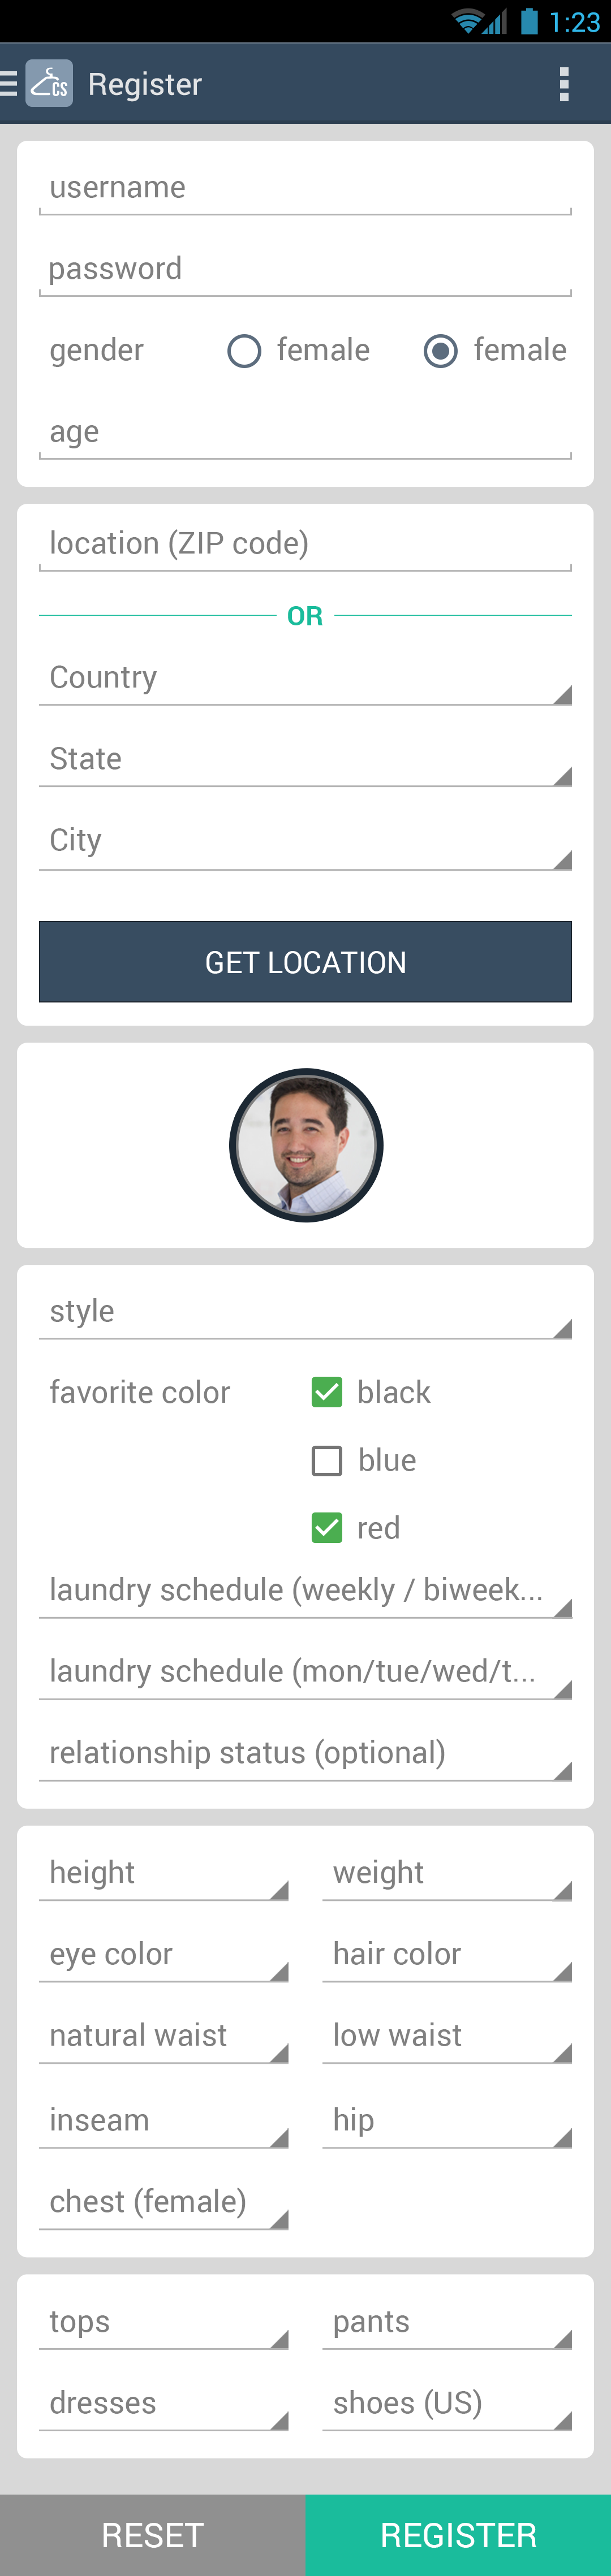 1:23
CS Register
username
password
gender female female
age
location (ZIP code)
OR
Country
State
City
GET LOCATION
style
favorite color black
blue
red
laundry schedule (weekly / biweek...
laundry schedule (mon/tue/wed/t...
relationship status (optional)
height weight
eye color hair color
natural waist low waist
inseam hip
chest (female)
tops pants
dresses shoes (US)
RESET REGISTER